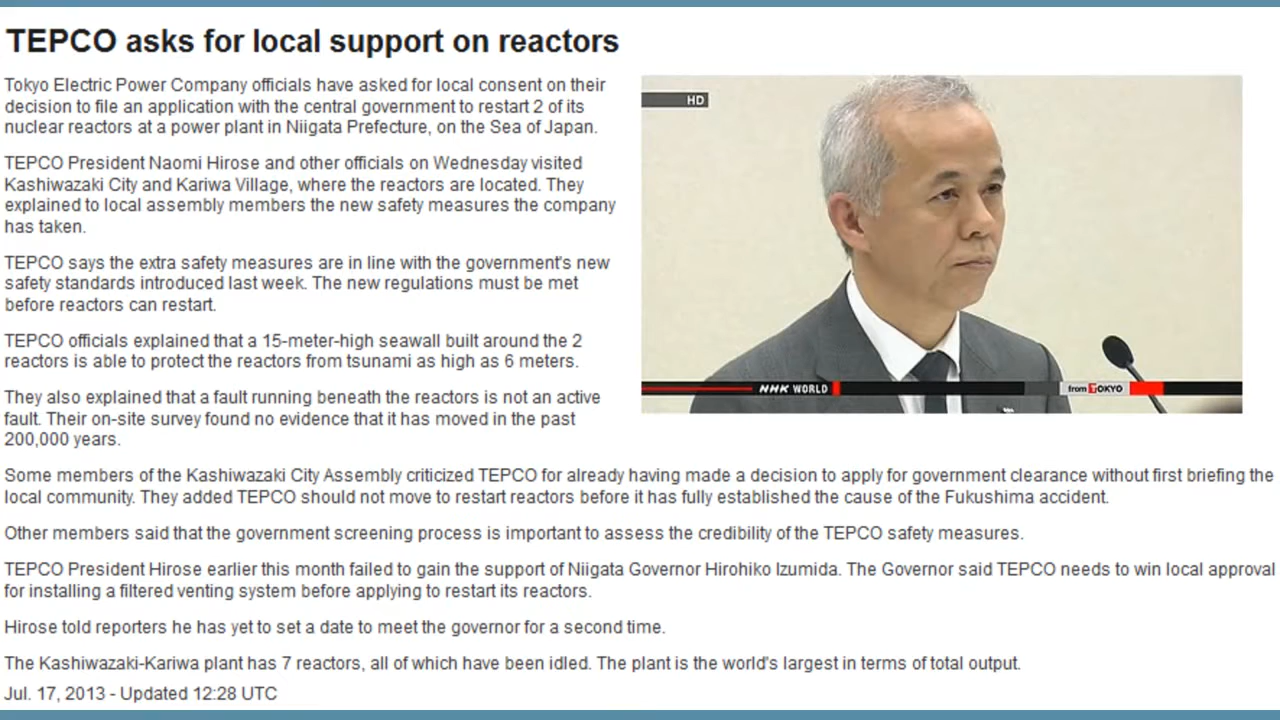 TEPCO asks for local support on reactors
Tokyo Electric Power Company officials have asked for local consent on their
decision to file an application with the central government to restart 2 of its
nuclear reactors at a power plant in Niigata Prefecture, on the Sea of Japan.
TEPCO President Naomi Hirose and other officials on Wednesday visited
Kashiwazaki City and Kariwa Village, where the reactors are located. They
explained to local assembly members the new safety measures the company
has taken.
TEPCO says the extra safety measures are in line with the government's new
safety standards introduced last week. The new regulations must be met
before reactors can restart.
TEPCO officials explained that a 15-meter-high seawall built around the 2
reactors is able to protect the reactors from tsunami as high as 6 meters.
They also explained that a fault running beneath the reactors is not an active
fault. Their on-site survey found no evidence that it has moved in the past
200,000 years.
HD
NHK WORLD
from TOKYO
Some members of the Kashiwazaki City Assembly criticized TEPCO for already having made a decision to apply for government clearance without first briefing the
local community. They added TEPCO should not move to restart reactors before it has fully established the cause of the Fukushima accident.
Other members said that the government screening process is important to assess the credibility of the TEPCO safety measures.
TEPCO President Hirose earlier this month failed to gain the support of Niigata Governor Hirohiko Izumida. The Governor said TEPCO needs to win local approval
for installing a filtered venting system before applying to restart its reactors.
Hirose told reporters he has yet to set a date to meet the governor for a second time.
The Kashiwazaki-Kariwa plant has 7 reactors, all of which have been idled. The plant is the world's largest in terms of total output.
Jul. 17, 2013 - Updated 12:28 UTC